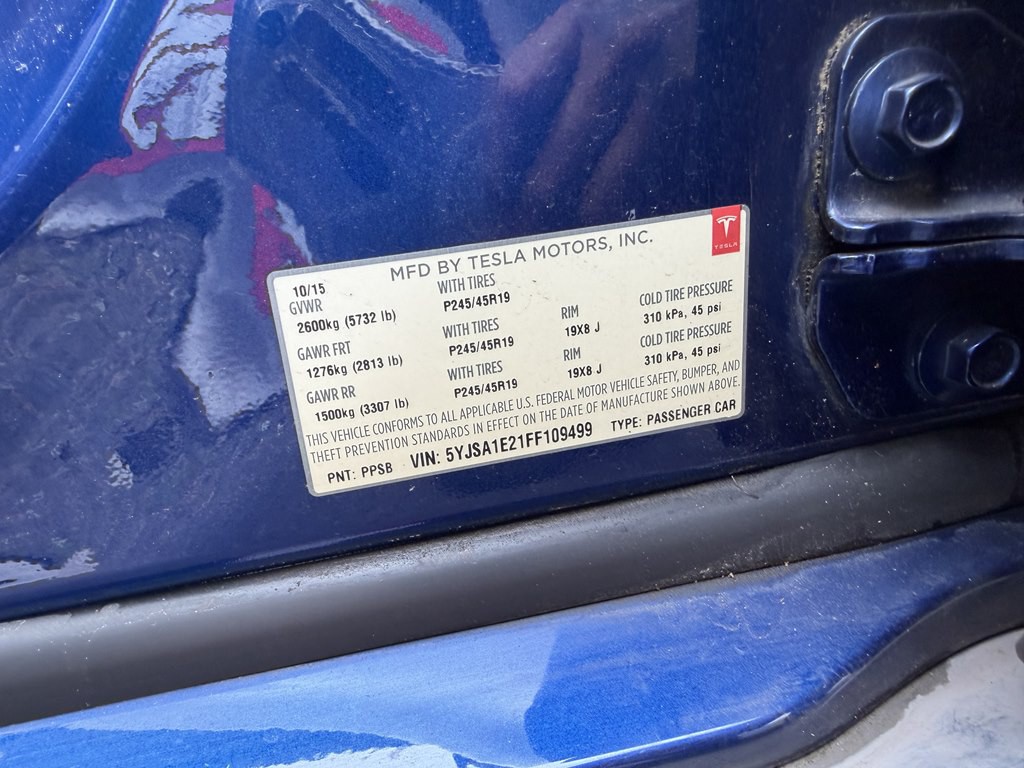 MFD BY TESLA MOTORS, INC.
TESLA
10/15
GVWR WITH TIRES
2600kg (5732 lb) P245/45R19
GAWR FRT WITH TIRES RIM COLD TIRE PRESSURE
1276kg (2813 lb) P245/45R19 19X8 J 310 kPa, 45 psi
GAWR RR WITH TIRES RIM COLD TIRE PRESSURE
1500kg (3307 lb) P245/45R19 19X8 J 310 kPa, 45 psi
THIS VEHICLE CONFORMS TO ALL APPLICABLE U.S. FEDERAL MOTOR VEHICLE SAFETY, BUMPER, AND
THEFT PREVENTION STANDARDS IN EFFECT ON THE DATE OF MANUFACTURE SHOWN ABOVE.
PNT: PPSB VIN: 5YJSA1E21FF109499 TYPE: PASSENGER CAR